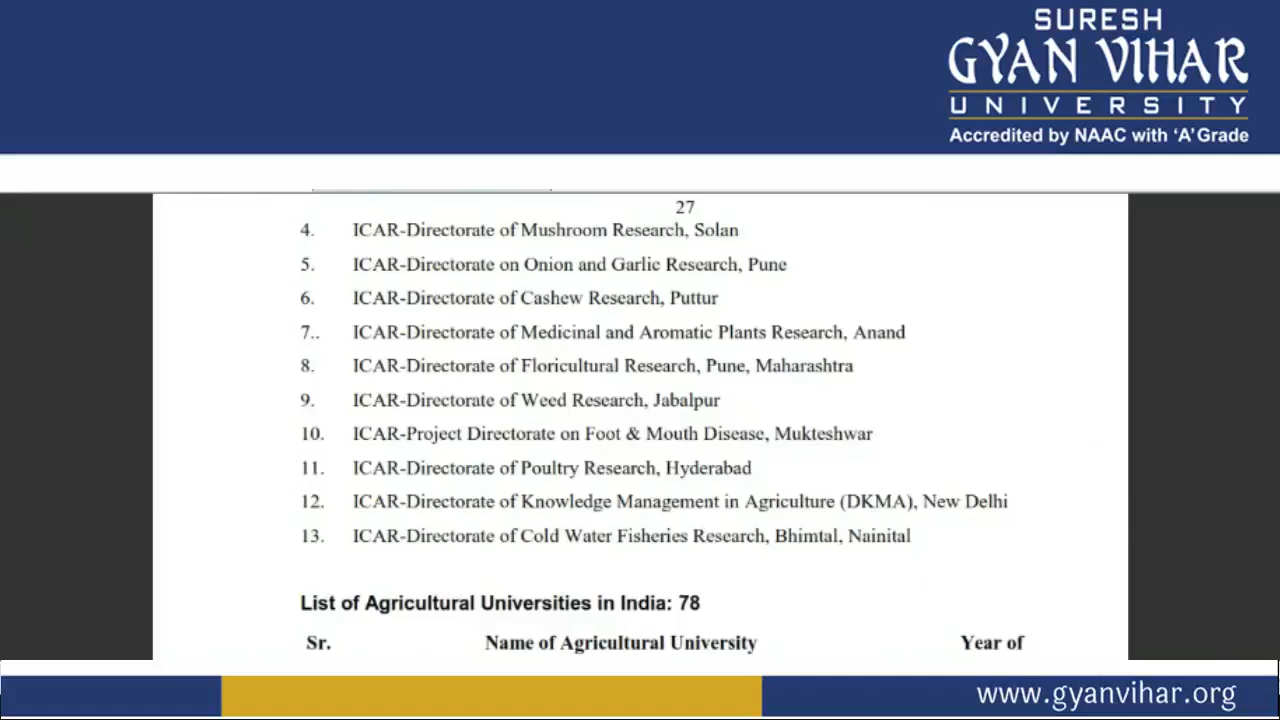 SURESH
GYAN VIHAR
UNIVERSITY
Accredited by NAAC with ‘A’ Grade
27
4. ICAR-Directorate of Mushroom Research, Solan
5. ICAR-Directorate on Onion and Garlic Research, Pune
6. ICAR-Directorate of Cashew Research, Puttur
7.. ICAR-Directorate of Medicinal and Aromatic Plants Research, Anand
8. ICAR-Directorate of Floricultural Research, Pune, Maharashtra
9. ICAR-Directorate of Weed Research, Jabalpur
10. ICAR-Project Directorate on Foot & Mouth Disease, Mukteshwar
11. ICAR-Directorate of Poultry Research, Hyderabad
12. ICAR-Directorate of Knowledge Management in Agriculture (DKMA), New Delhi
13. ICAR-Directorate of Cold Water Fisheries Research, Bhimtal, Nainital
List of Agricultural Universities in India: 78
Sr. Name of Agricultural University Year of
www.gyanvihar.org